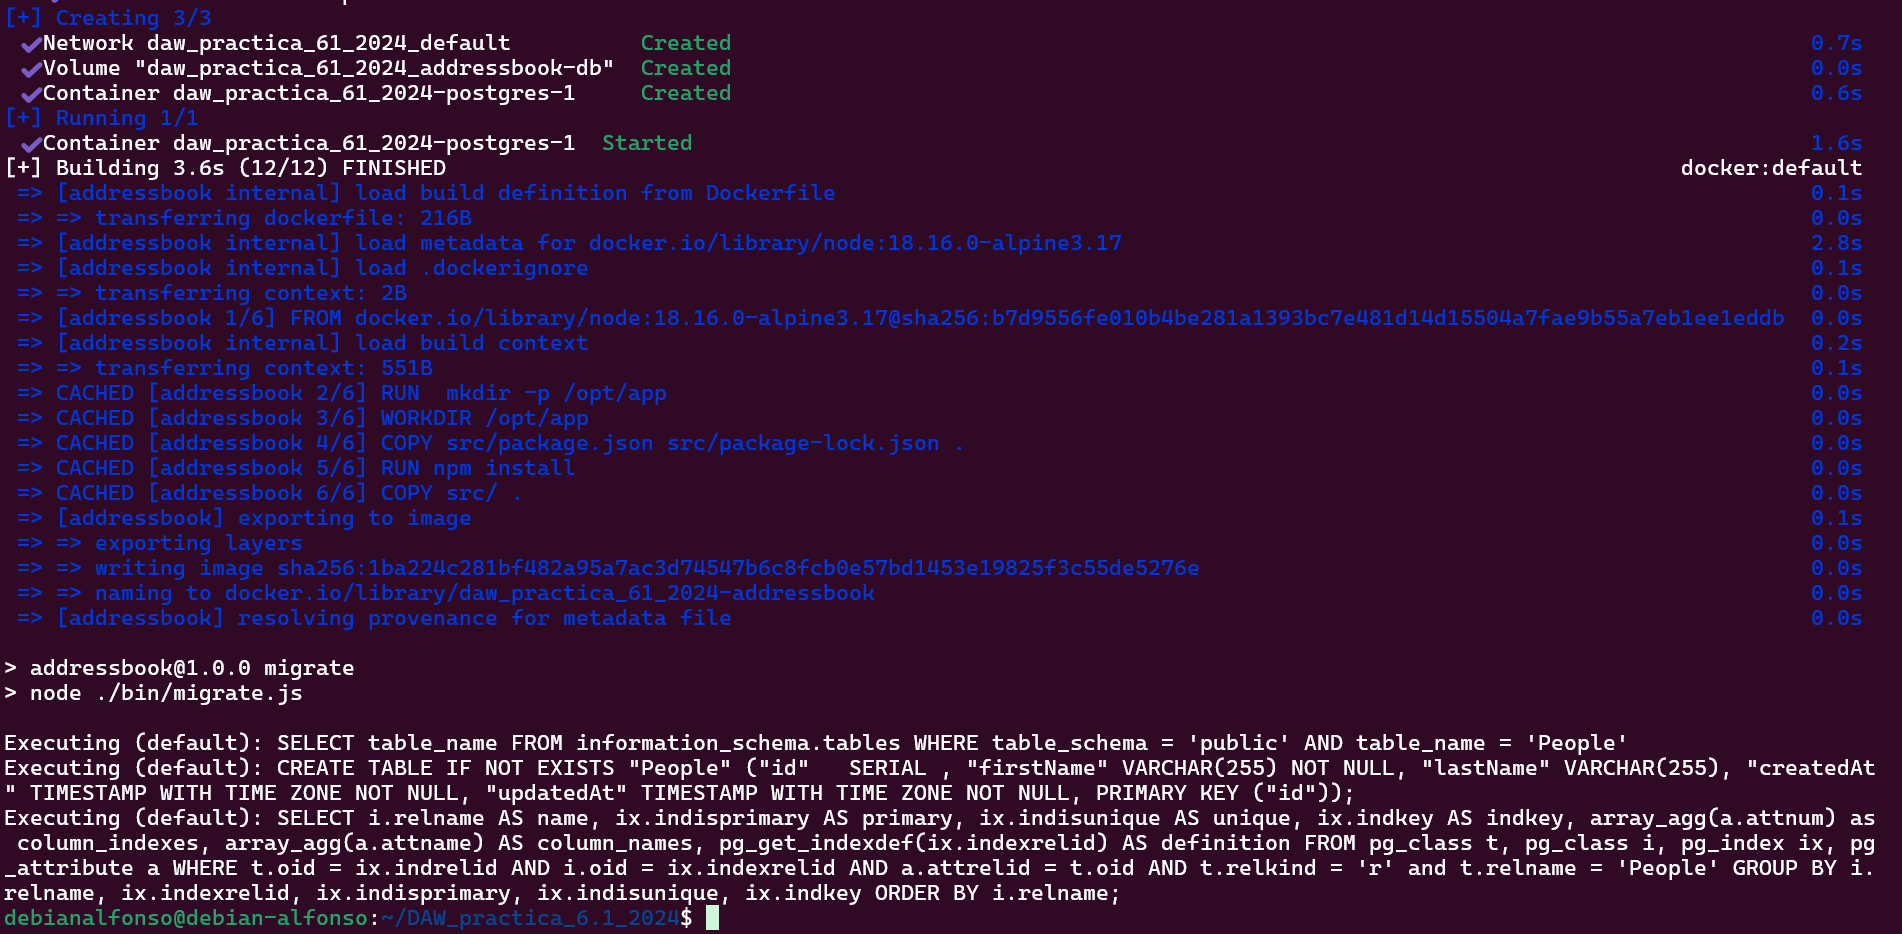 [+] Creating 3/3
✔Network daw_practica_61_2024_default Created 0.7s
✔Volume "daw_practica_61_2024_addressbook-db" Created 0.0s
✔Container daw_practica_61_2024-postgres-1 Created 0.6s
[+] Running 1/1
✔Container daw_practica_61_2024-postgres-1 Started 1.6s
[+] Building 3.6s (12/12) FINISHED docker:default
=> [addressbook internal] load build definition from Dockerfile 0.1s
=> => transferring dockerfile: 216B 0.0s
=> [addressbook internal] load metadata for docker.io/library/node:18.16.0-alpine3.17 2.8s
=> [addressbook internal] load .dockerignore 0.1s
=> => transferring context: 2B 0.0s
=> [addressbook 1/6] FROM docker.io/library/node:18.16.0-alpine3.17@sha256:b7d9556fe010b4be281a1393bc7e481d14d15504a7fae9b55a7eb1ee1eddb 0.0s
=> [addressbook internal] load build context 0.2s
=> => transferring context: 551B 0.1s
=> CACHED [addressbook 2/6] RUN  mkdir -p /opt/app 0.0s
=> CACHED [addressbook 3/6] WORKDIR /opt/app 0.0s
=> CACHED [addressbook 4/6] COPY src/package.json src/package-lock.json . 0.0s
=> CACHED [addressbook 5/6] RUN npm install 0.0s
=> CACHED [addressbook 6/6] COPY src/ . 0.0s
=> [addressbook] exporting to image 0.1s
=> => exporting layers 0.0s
=> => writing image sha256:1ba224c281bf482a95a7ac3d74547b6c8fcb0e57bd1453e19825f3c55de5276e 0.0s
=> => naming to docker.io/library/daw_practica_61_2024-addressbook 0.0s
=> [addressbook] resolving provenance for metadata file 0.0s
> addressbook@1.0.0 migrate
> node ./bin/migrate.js
Executing (default): SELECT table_name FROM information_schema.tables WHERE table_schema = 'public' AND table_name = 'People'
Executing (default): CREATE TABLE IF NOT EXISTS "People" ("id"   SERIAL , "firstName" VARCHAR(255) NOT NULL, "lastName" VARCHAR(255), "createdAt
" TIMESTAMP WITH TIME ZONE NOT NULL, "updatedAt" TIMESTAMP WITH TIME ZONE NOT NULL, PRIMARY KEY ("id"));
Executing (default): SELECT i.relname AS name, ix.indisprimary AS primary, ix.indisunique AS unique, ix.indkey AS indkey, array_agg(a.attnum) as
column_indexes, array_agg(a.attname) AS column_names, pg_get_indexdef(ix.indexrelid) AS definition FROM pg_class t, pg_class i, pg_index ix, pg
_attribute a WHERE t.oid = ix.indrelid AND i.oid = ix.indexrelid AND a.attrelid = t.oid AND t.relkind = 'r' and t.relname = 'People' GROUP BY i.
relname, ix.indexrelid, ix.indisprimary, ix.indisunique, ix.indkey ORDER BY i.relname;
debianalfonso@debian-alfonso:~/DAW_practica_6.1_2024$